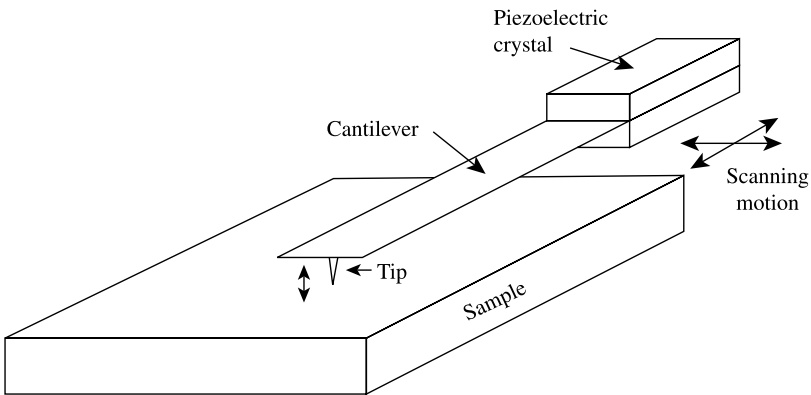 Piezoelectric
crystal
Cantilever
Scanning
motion
Tip
Sample